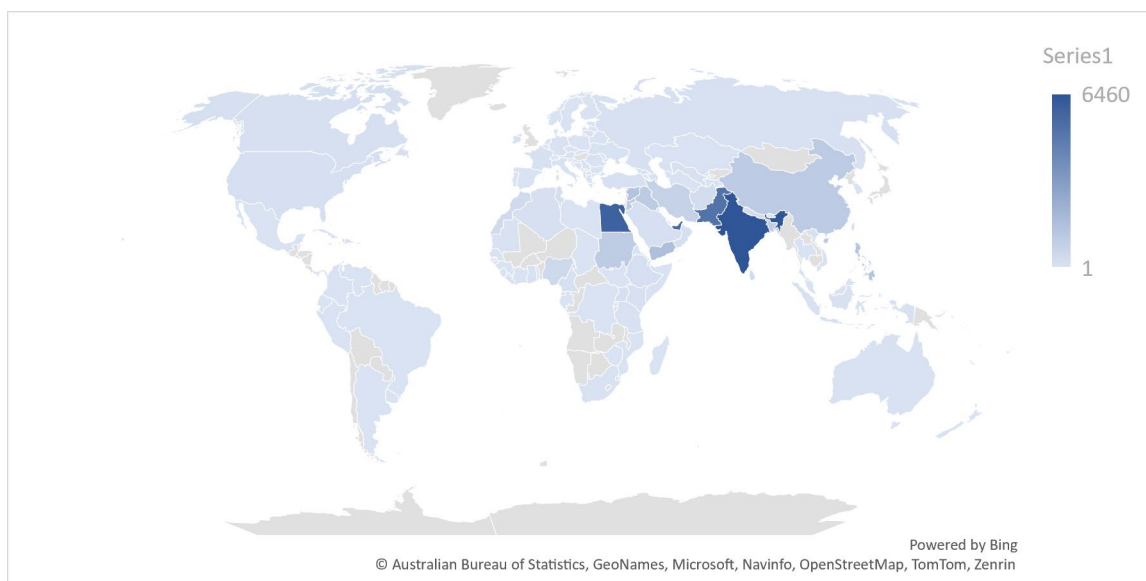 Series1
6460
1
Powered by Bing
© Australian Bureau of Statistics, GeoNames, Microsoft, Navinfo, OpenStreetMap, TomTom, Zenrin